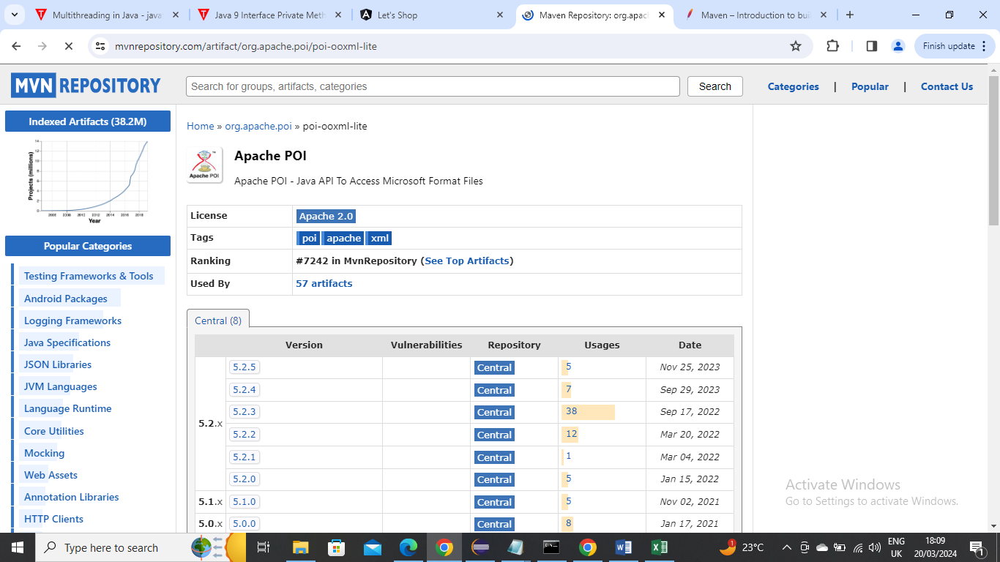 Multithreading in Java - java
Java 9 Interface Private Meth
Let's Shop
Maven Repository: org.apac
Maven – Introduction to bui
mvnrepository.com/artifact/org.apache.poi/poi-ooxml-lite
Finish update
MVN REPOSITORY
Search for groups, artifacts, categories
Search
Categories | Popular | Contact Us
Indexed Artifacts (38.2M)
Projects (millions)
Year
Popular Categories
Testing Frameworks & Tools
Android Packages
Logging Frameworks
Java Specifications
JSON Libraries
JVM Languages
Language Runtime
Core Utilities
Mocking
Web Assets
Annotation Libraries
HTTP Clients
Home » org.apache.poi » poi-ooxml-lite
Apache POI
Apache POI
Apache POI - Java API To Access Microsoft Format Files
License Apache 2.0
Tags poi apache xml
Ranking #7242 in MvnRepository (See Top Artifacts)
Used By 57 artifacts
Central (8)
Version Vulnerabilities Repository Usages Date
5.2.x
5.2.5 Central 5 Nov 25, 2023
5.2.4 Central 7 Sep 29, 2023
5.2.3 Central 38 Sep 17, 2022
5.2.2 Central 12 Mar 20, 2022
5.2.1 Central 1 Mar 04, 2022
5.2.0 Central 5 Jan 15, 2022
5.1.x 5.1.0 Central 5 Nov 02, 2021
5.0.x 5.0.0 Central 8 Jan 17, 2021
Activate Windows
Go to Settings to activate Windows.
Type here to search
1
23°C
ENG
UK
18:09
20/03/2024
1